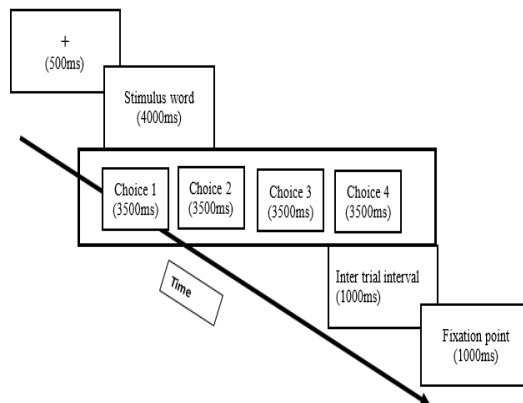 +
(500ms)
Stimulus word
(4000ms)
Choice 1
(3500ms)
Choice 2
(3500ms)
Choice 3
(3500ms)
Choice 4
(3500ms)
Time
Inter trial interval
(1000ms)
Fixation point
(1000ms)